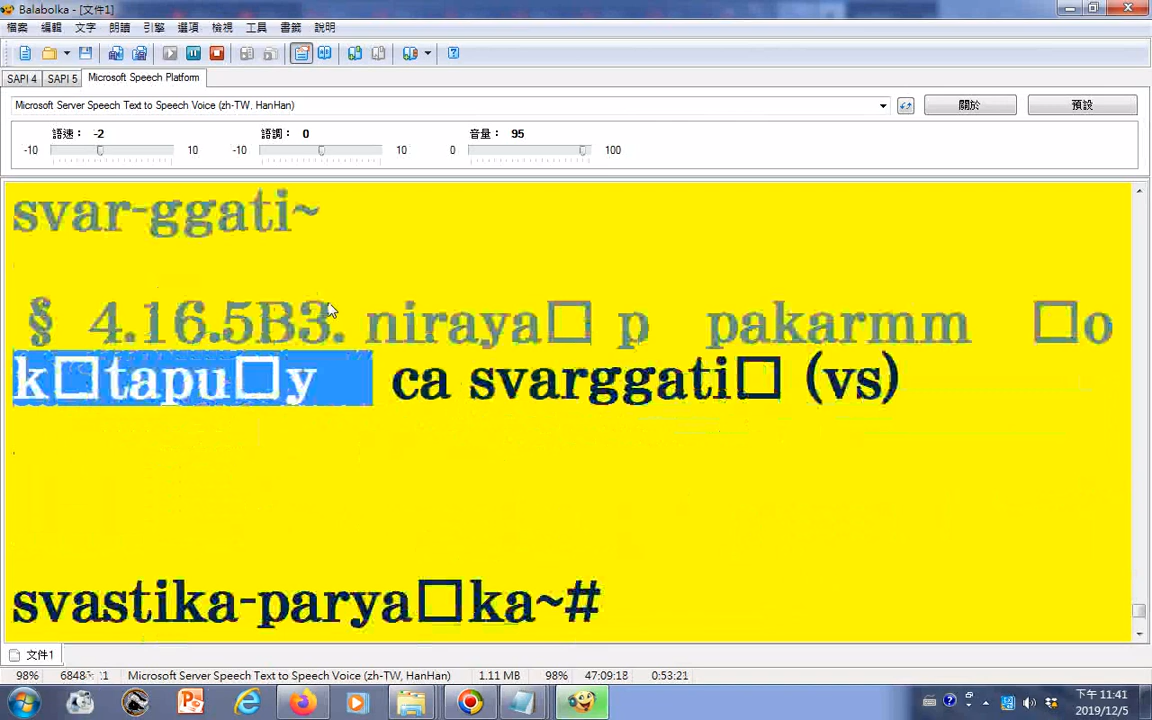 Balabolka - [文件1]
檔案 編輯 文字 朗讀 引擎 選項 檢視 工具 書籤 說明
SAPI 4 SAPI 5 Microsoft Speech Platform
Microsoft Server Speech Text to Speech Voice (zh-TW, HanHan) 關於 預設
語速： -2 語調： 0 音量： 95
-10 10 -10 10 0 100
svar-ggati~
§ 4.16.5B3. niraya□ p pakarmm □o
k□tapu□y ca svarggati□ (vs)
svastika-parya□ka~#
文件1
98% Microsoft Server Speech Text to Speech Voice (zh-TW, HanHan) 1.11 MB 98% 47:09:18 0:53:21
下午 11:41
2019/12/5